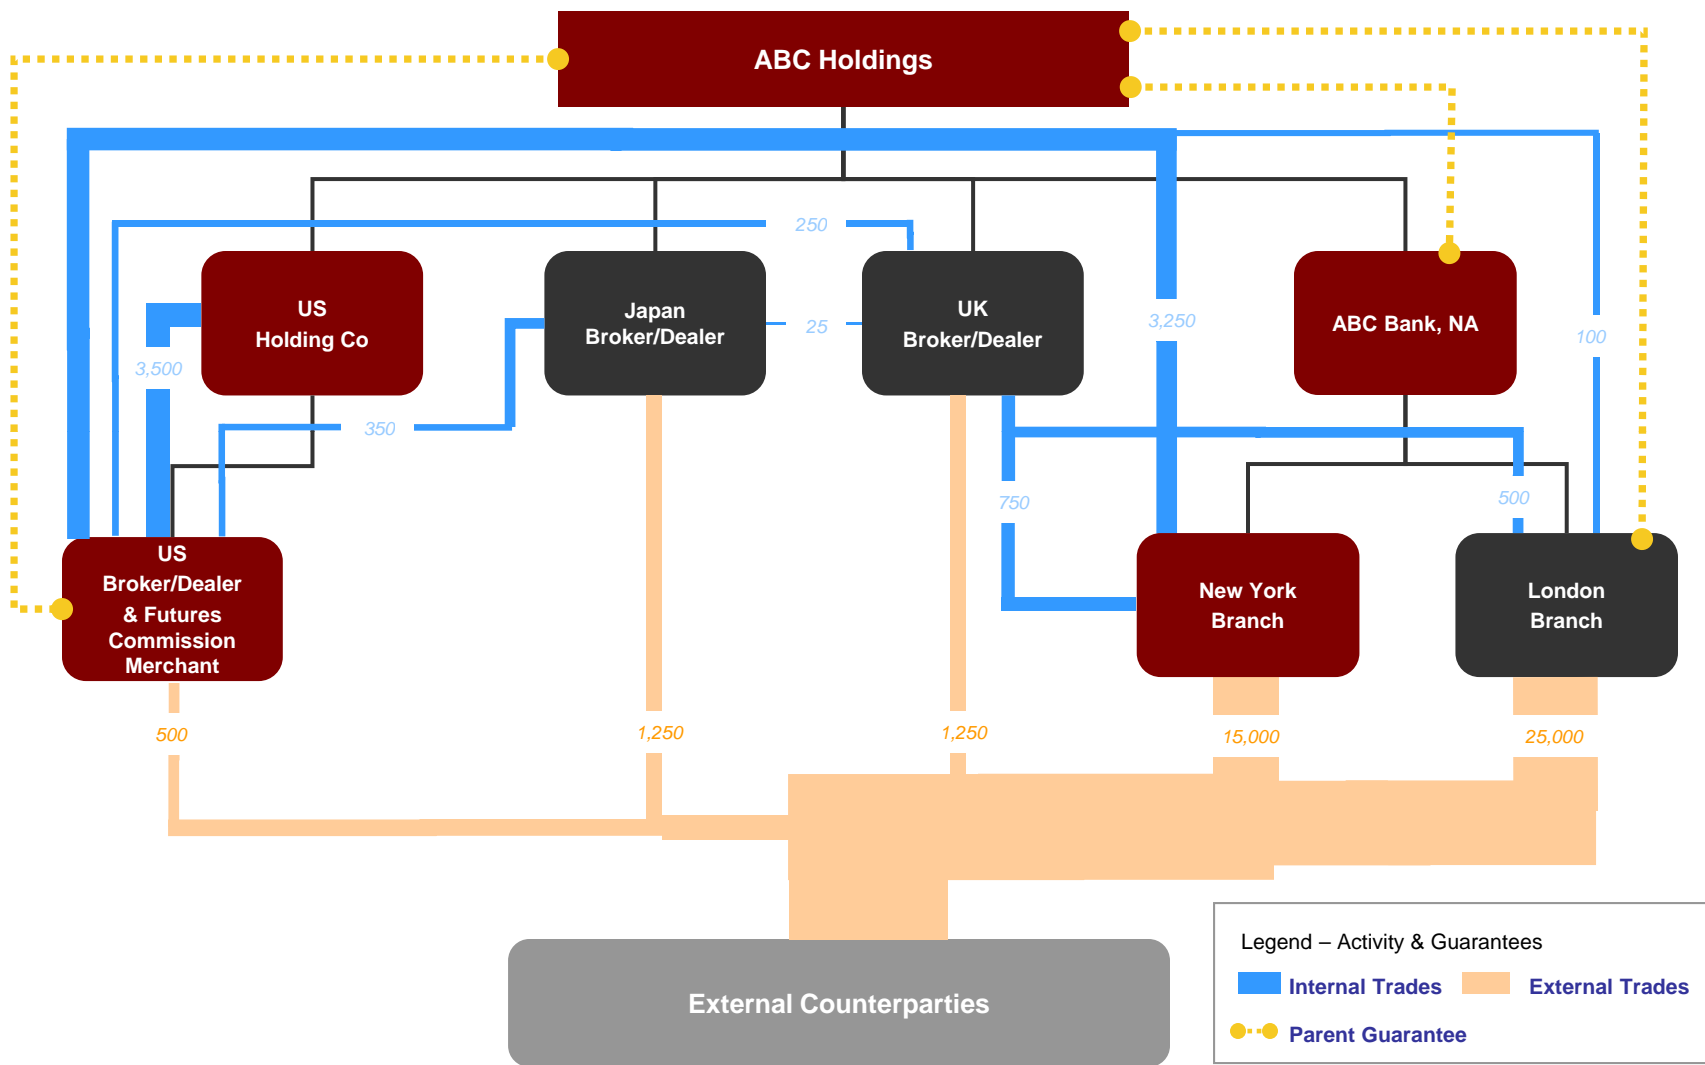 ABC Holdings
250
US
Holding Co
Japan
Broker/Dealer
25
UK
Broker/Dealer
3,250
ABC Bank, NA
100
3,500
350
750
500
US
Broker/Dealer
& Futures
Commission
Merchant
New York
Branch
London
Branch
500
1,250
1,250
15,000
25,000
External Counterparties
Legend – Activity & Guarantees
Internal Trades
External Trades
Parent Guarantee